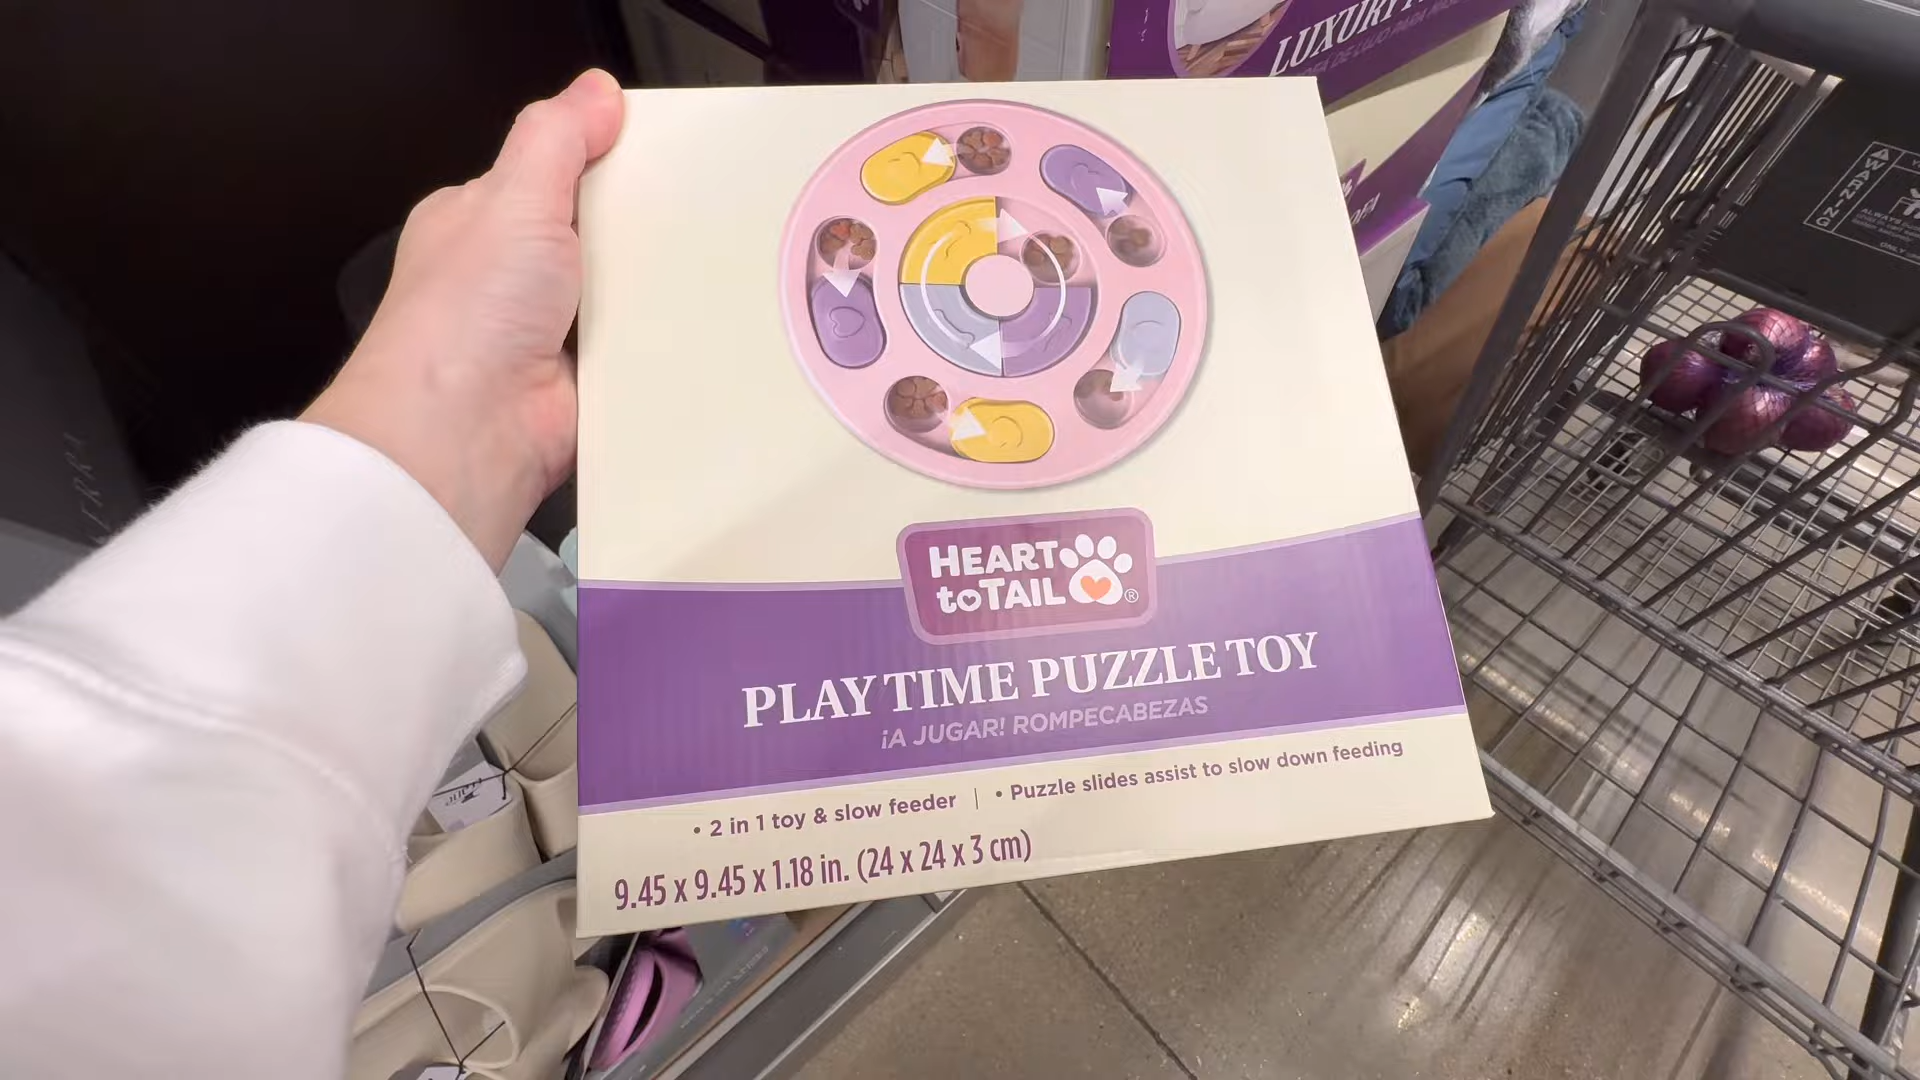 LUXURY
HEART
toTAIL®
PLAY TIME PUZZLE TOY
¡A JUGAR! ROMPECABEZAS
• 2 in 1 toy & slow feeder | • Puzzle slides assist to slow down feeding
9.45 x 9.45 x 1.18 in. (24 x 24 x 3 cm)
WARNING